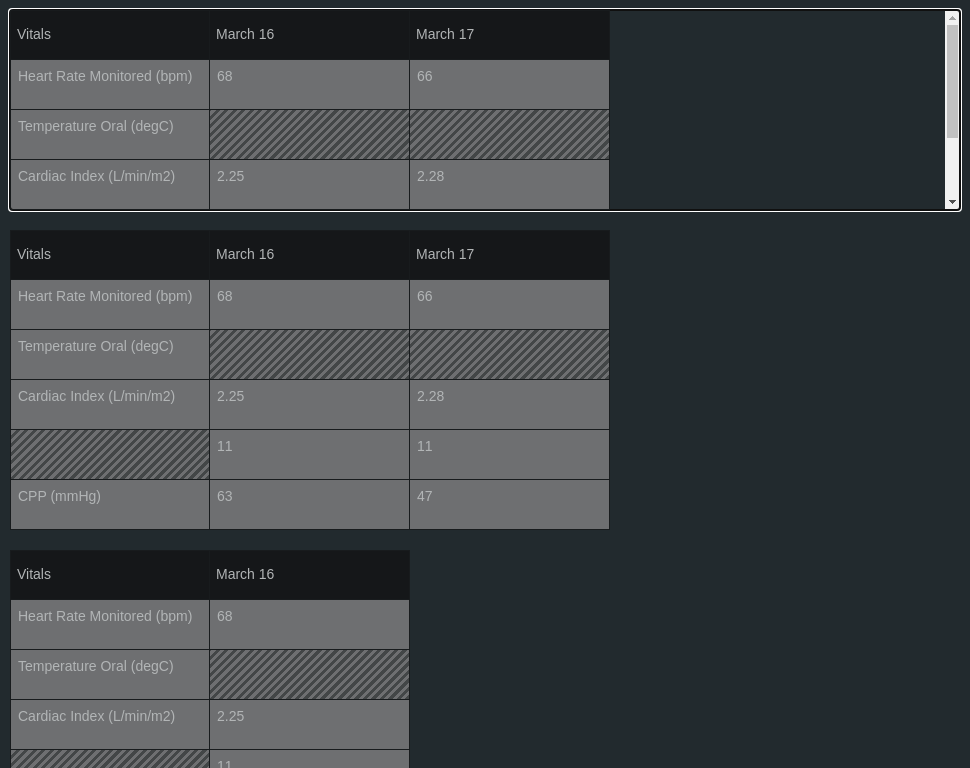 Vitals March 16 March 17
Heart Rate Monitored (bpm) 68 66
Temperature Oral (degC)
Cardiac Index (L/min/m2) 2.25 2.28
Vitals March 16 March 17
Heart Rate Monitored (bpm) 68 66
Temperature Oral (degC)
Cardiac Index (L/min/m2) 2.25 2.28
11 11
CPP (mmHg) 63 47
Vitals March 16
Heart Rate Monitored (bpm) 68
Temperature Oral (degC)
Cardiac Index (L/min/m2) 2.25
11